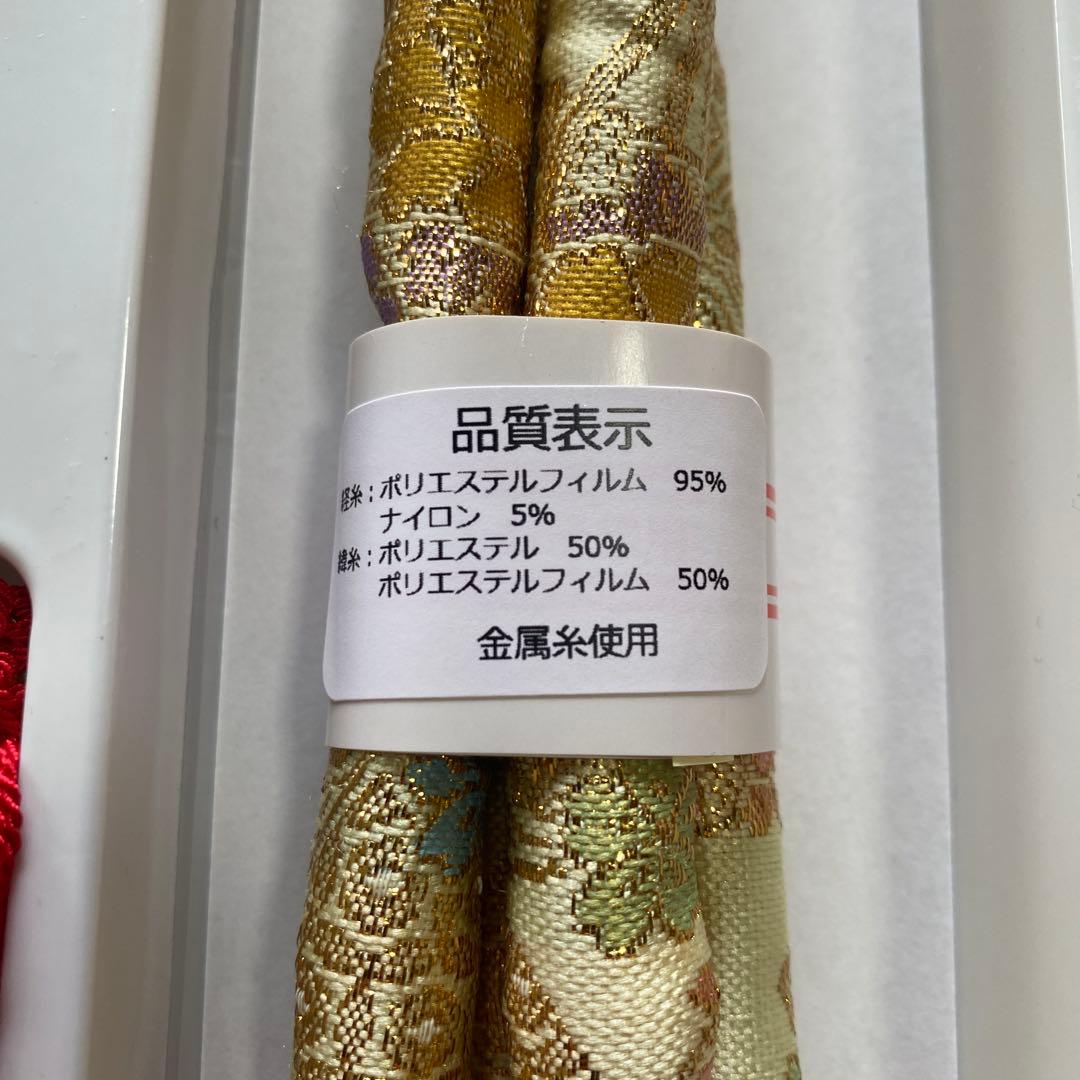 品質表示
経糸：ポリエステルフィルム 95%
ナイロン 5%
緯糸：ポリエステル 50%
ポリエステルフィルム 50%
金属糸使用